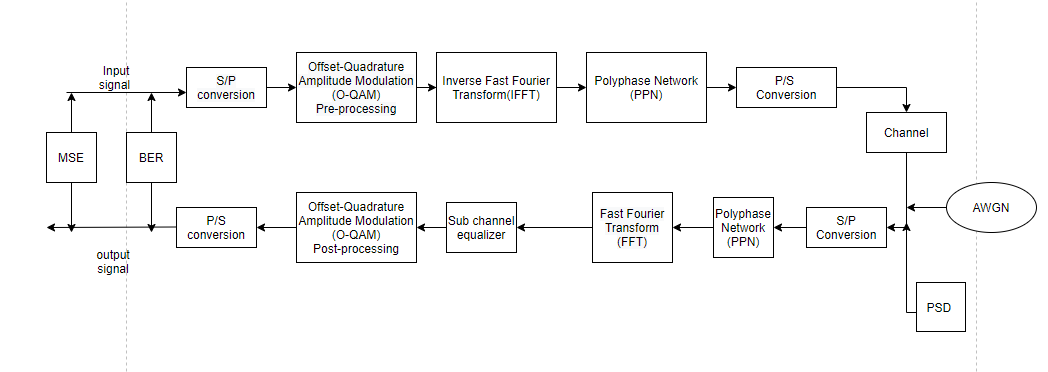 Input
signal
S/P
conversion
Offset-Quadrature
Amplitude Modulation
(O-QAM)
Pre-processing
Inverse Fast Fourier
Transform(IFFT)
Polyphase Network
(PPN)
P/S
Conversion
Channel
MSE
BER
AWGN
P/S
conversion
Offset-Quadrature
Amplitude Modulation
(O-QAM)
Post-processing
Sub channel
equalizer
Fast Fourier
Transform
(FFT)
Polyphase
Network
(PPN)
S/P
Conversion
output
signal
PSD